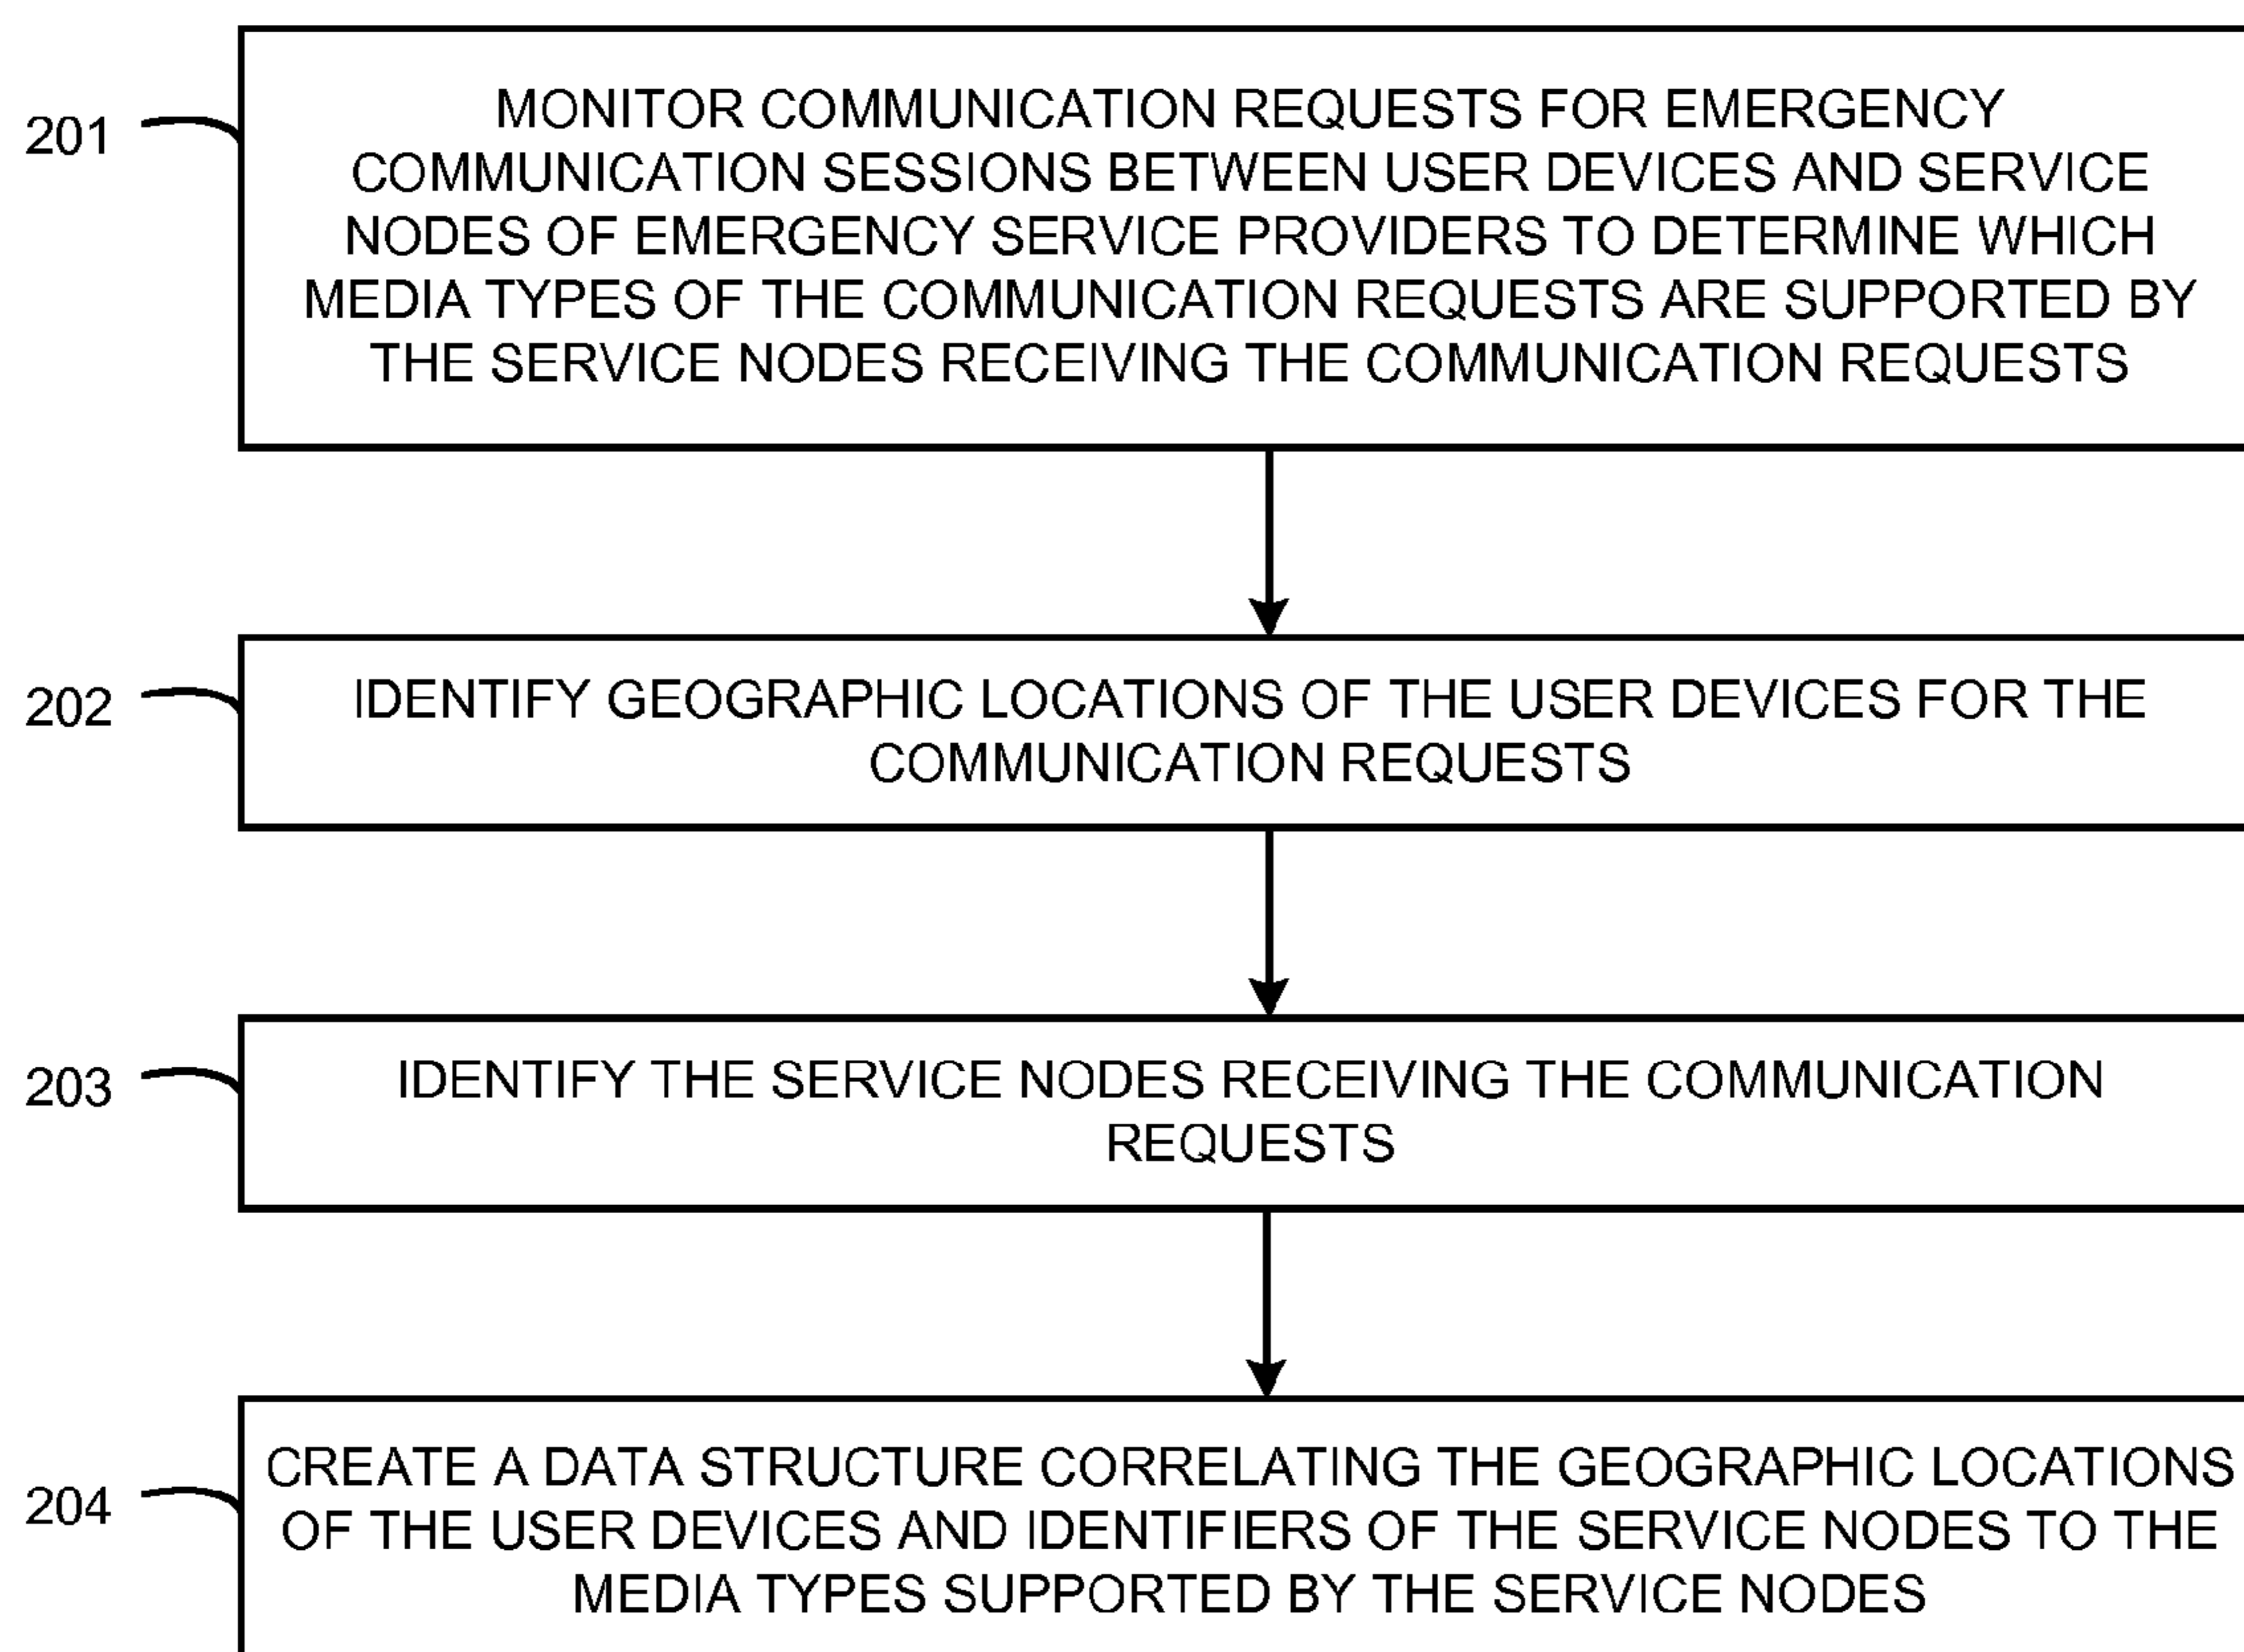 201
MONITOR COMMUNICATION REQUESTS FOR EMERGENCY
COMMUNICATION SESSIONS BETWEEN USER DEVICES AND SERVICE
NODES OF EMERGENCY SERVICE PROVIDERS TO DETERMINE WHICH
MEDIA TYPES OF THE COMMUNICATION REQUESTS ARE SUPPORTED BY
THE SERVICE NODES RECEIVING THE COMMUNICATION REQUESTS
202
IDENTIFY GEOGRAPHIC LOCATIONS OF THE USER DEVICES FOR THE
COMMUNICATION REQUESTS
203
IDENTIFY THE SERVICE NODES RECEIVING THE COMMUNICATION
REQUESTS
204
CREATE A DATA STRUCTURE CORRELATING THE GEOGRAPHIC LOCATIONS
OF THE USER DEVICES AND IDENTIFIERS OF THE SERVICE NODES TO THE
MEDIA TYPES SUPPORTED BY THE SERVICE NODES